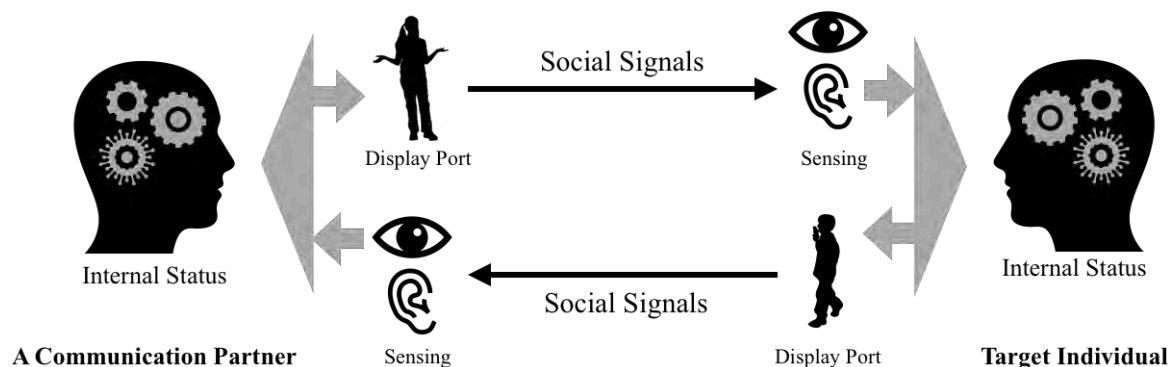 Social Signals
Display Port
Sensing
Internal Status
Internal Status
Social Signals
Sensing
Display Port
A Communication Partner
Target Individual